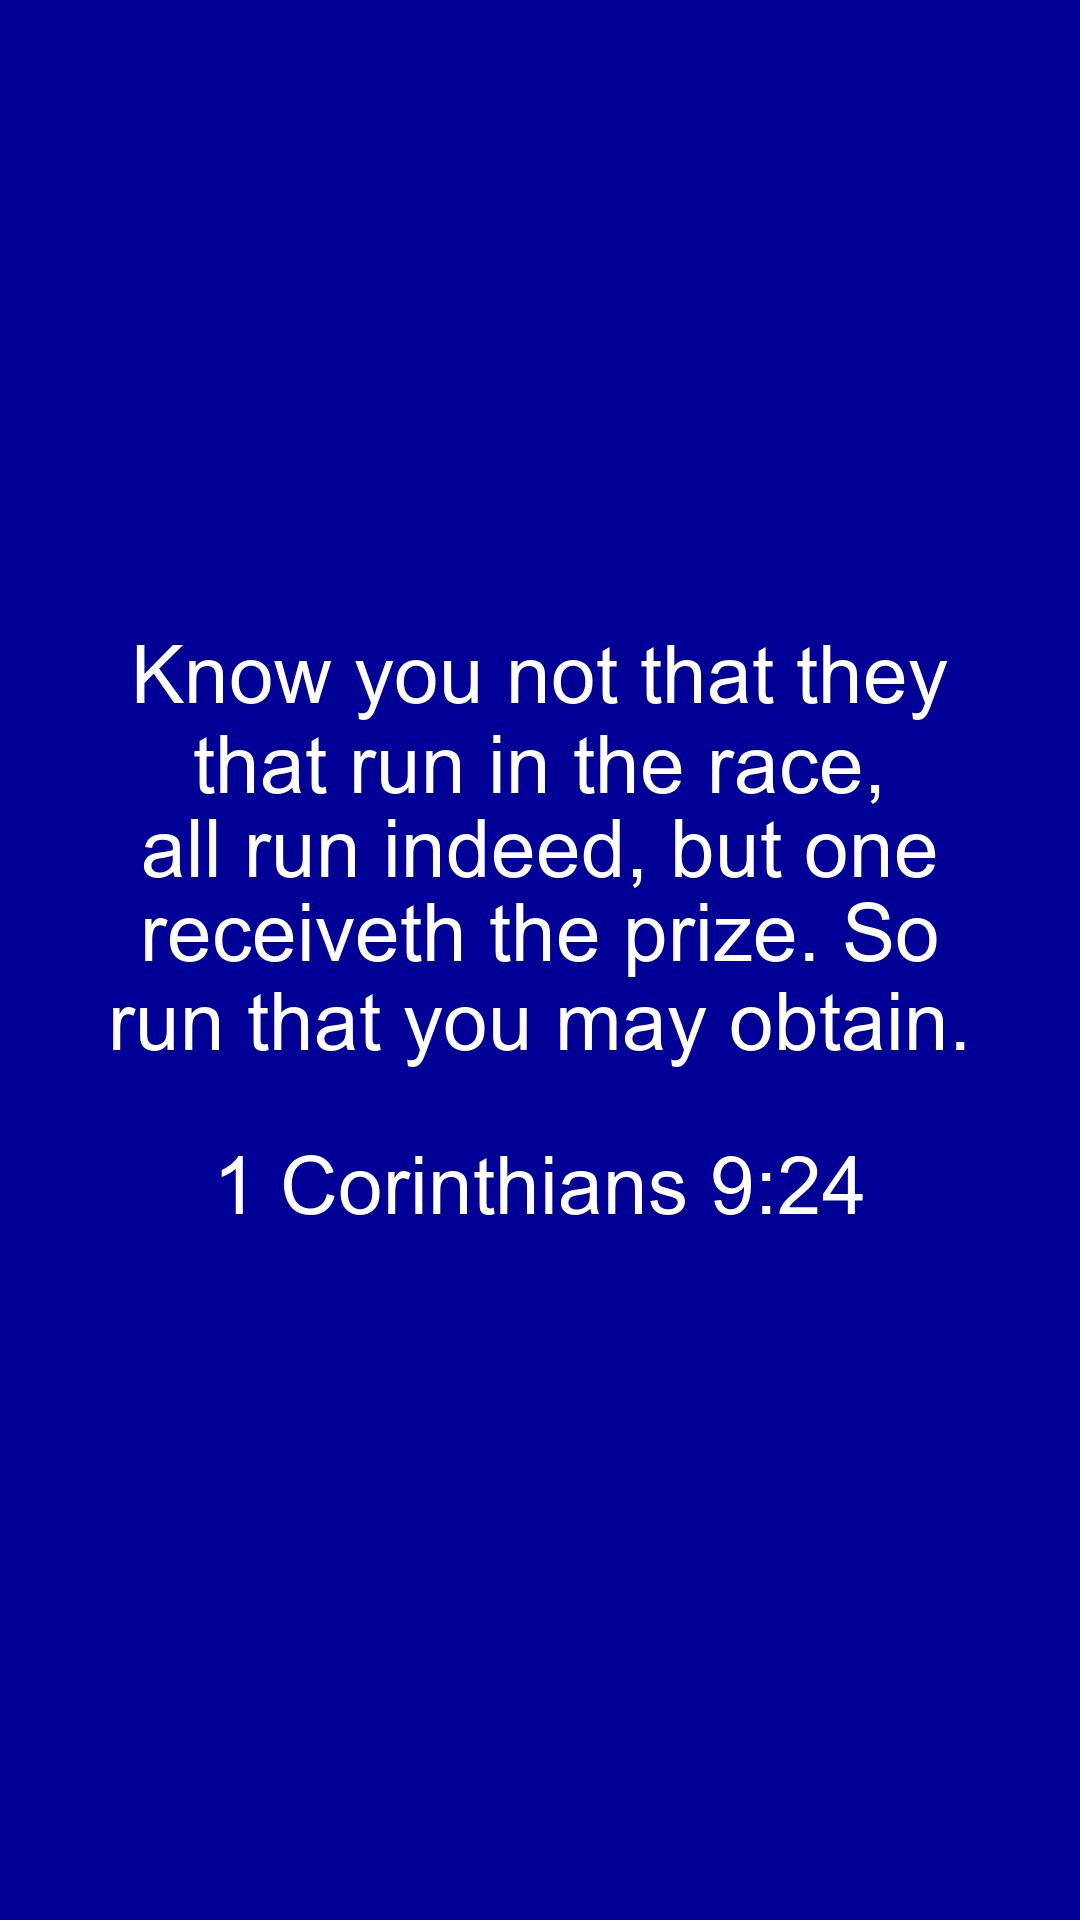 Know you not that they
that run in the race,
all run indeed, but one
receiveth the prize. So
run that you may obtain.
1 Corinthians 9:24